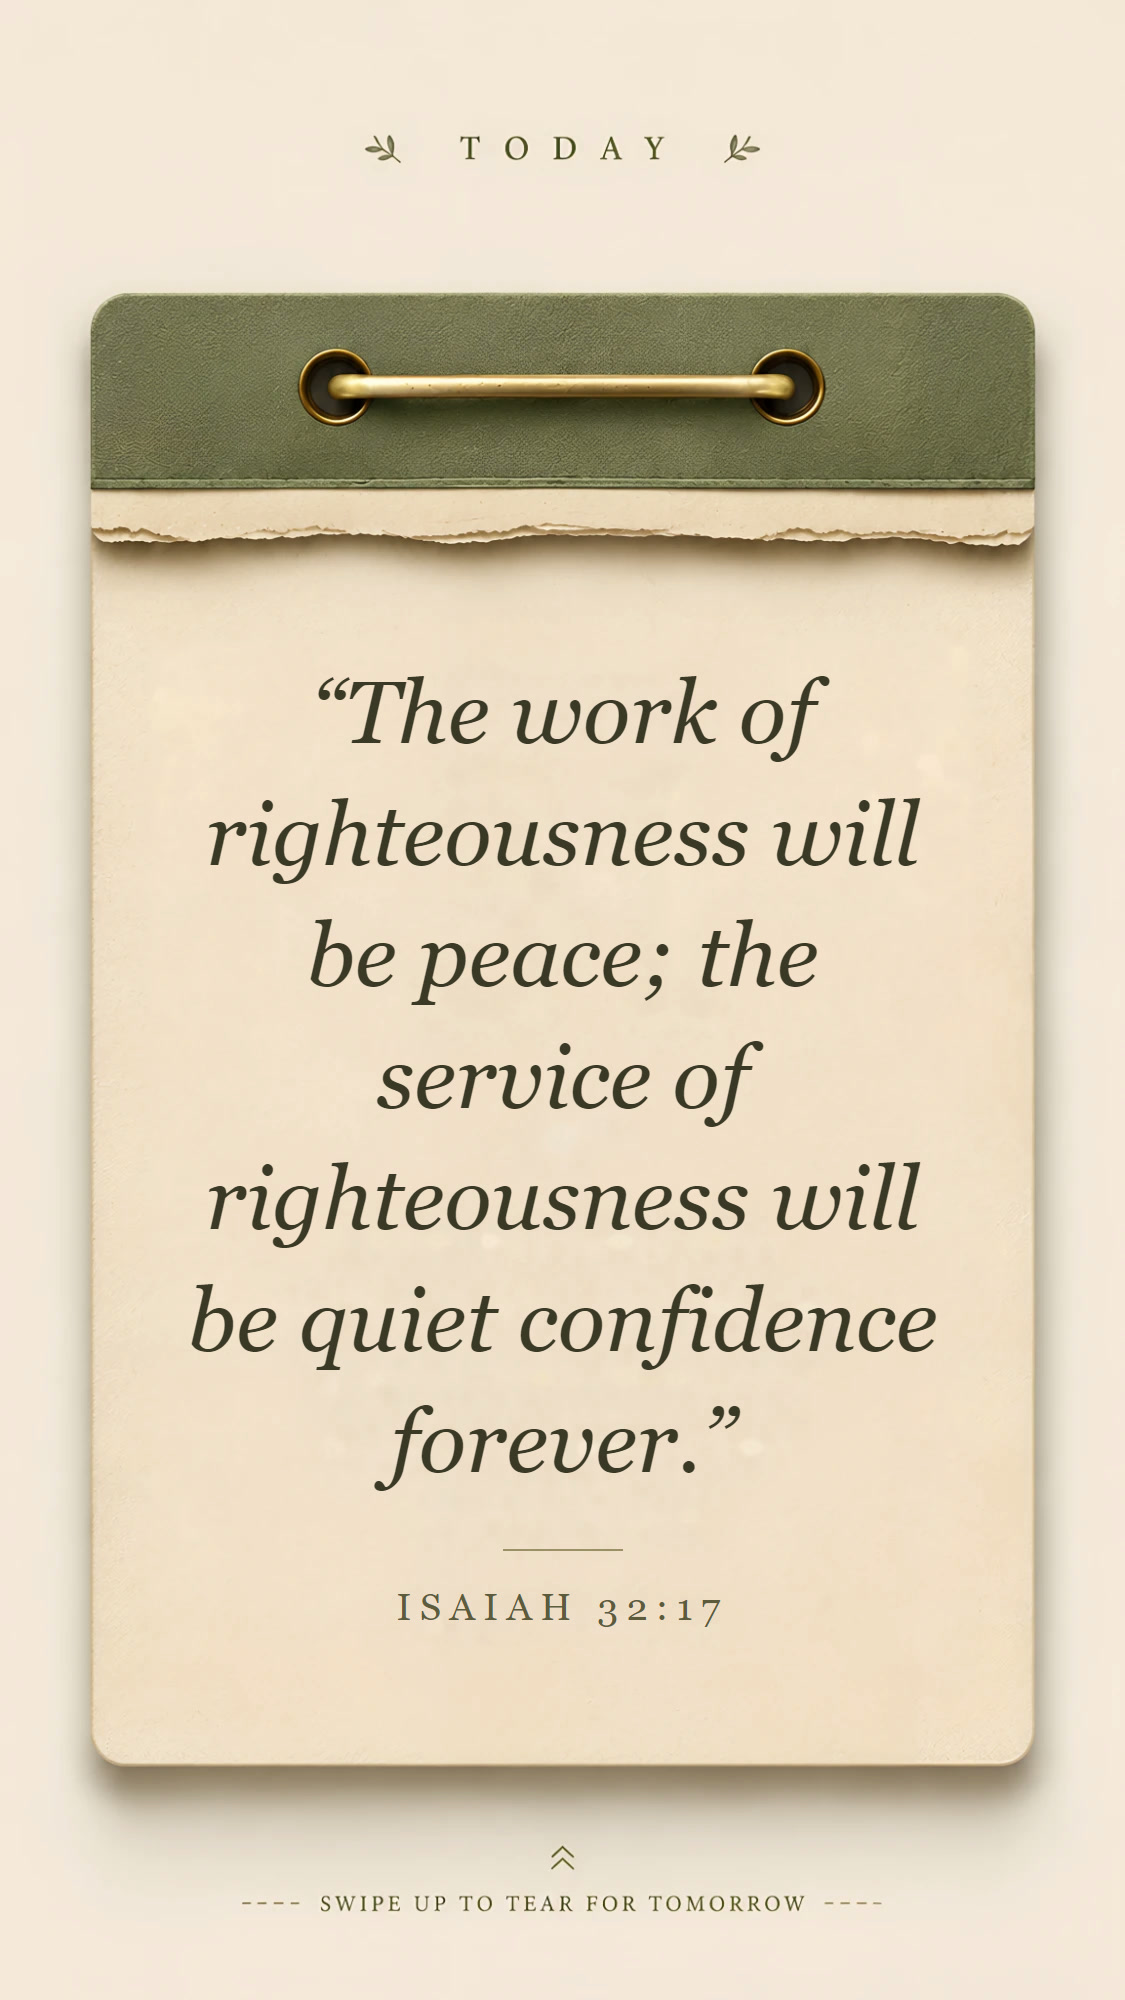 TODAY
“The work of
righteousness will
be peace; the
service of
righteousness will
be quiet confidence
forever.”
ISAIAH 32:17
SWIPE UP TO TEAR FOR TOMORROW